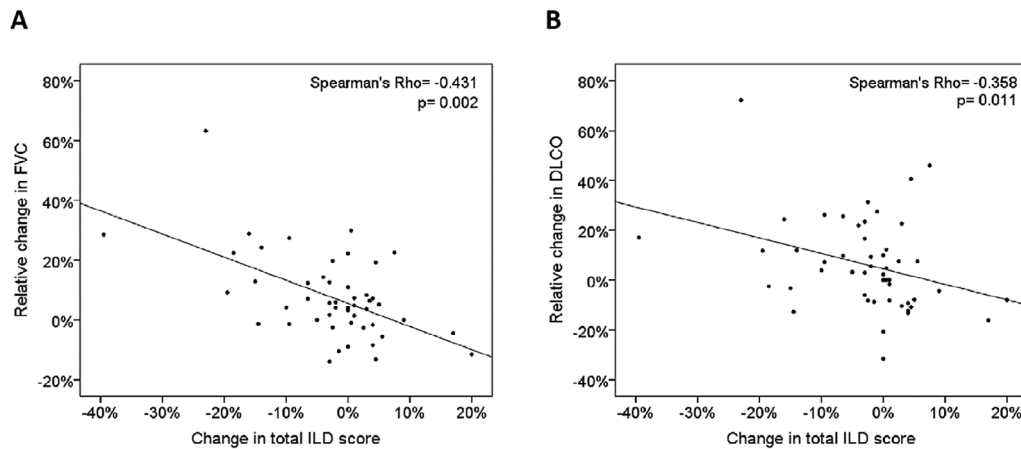 A
Spearman's Rho= -0.431
p= 0.002
80%
60%
40%
20%
0%
-20%
Relative change in FVC
-40%
-30%
-20%
-10%
0%
10%
20%
Change in total ILD score
B
Spearman's Rho= -0.358
p= 0.011
80%
60%
40%
20%
0%
-20%
-40%
Relative change in DLCO
-40%
-30%
-20%
-10%
0%
10%
20%
Change in total ILD score